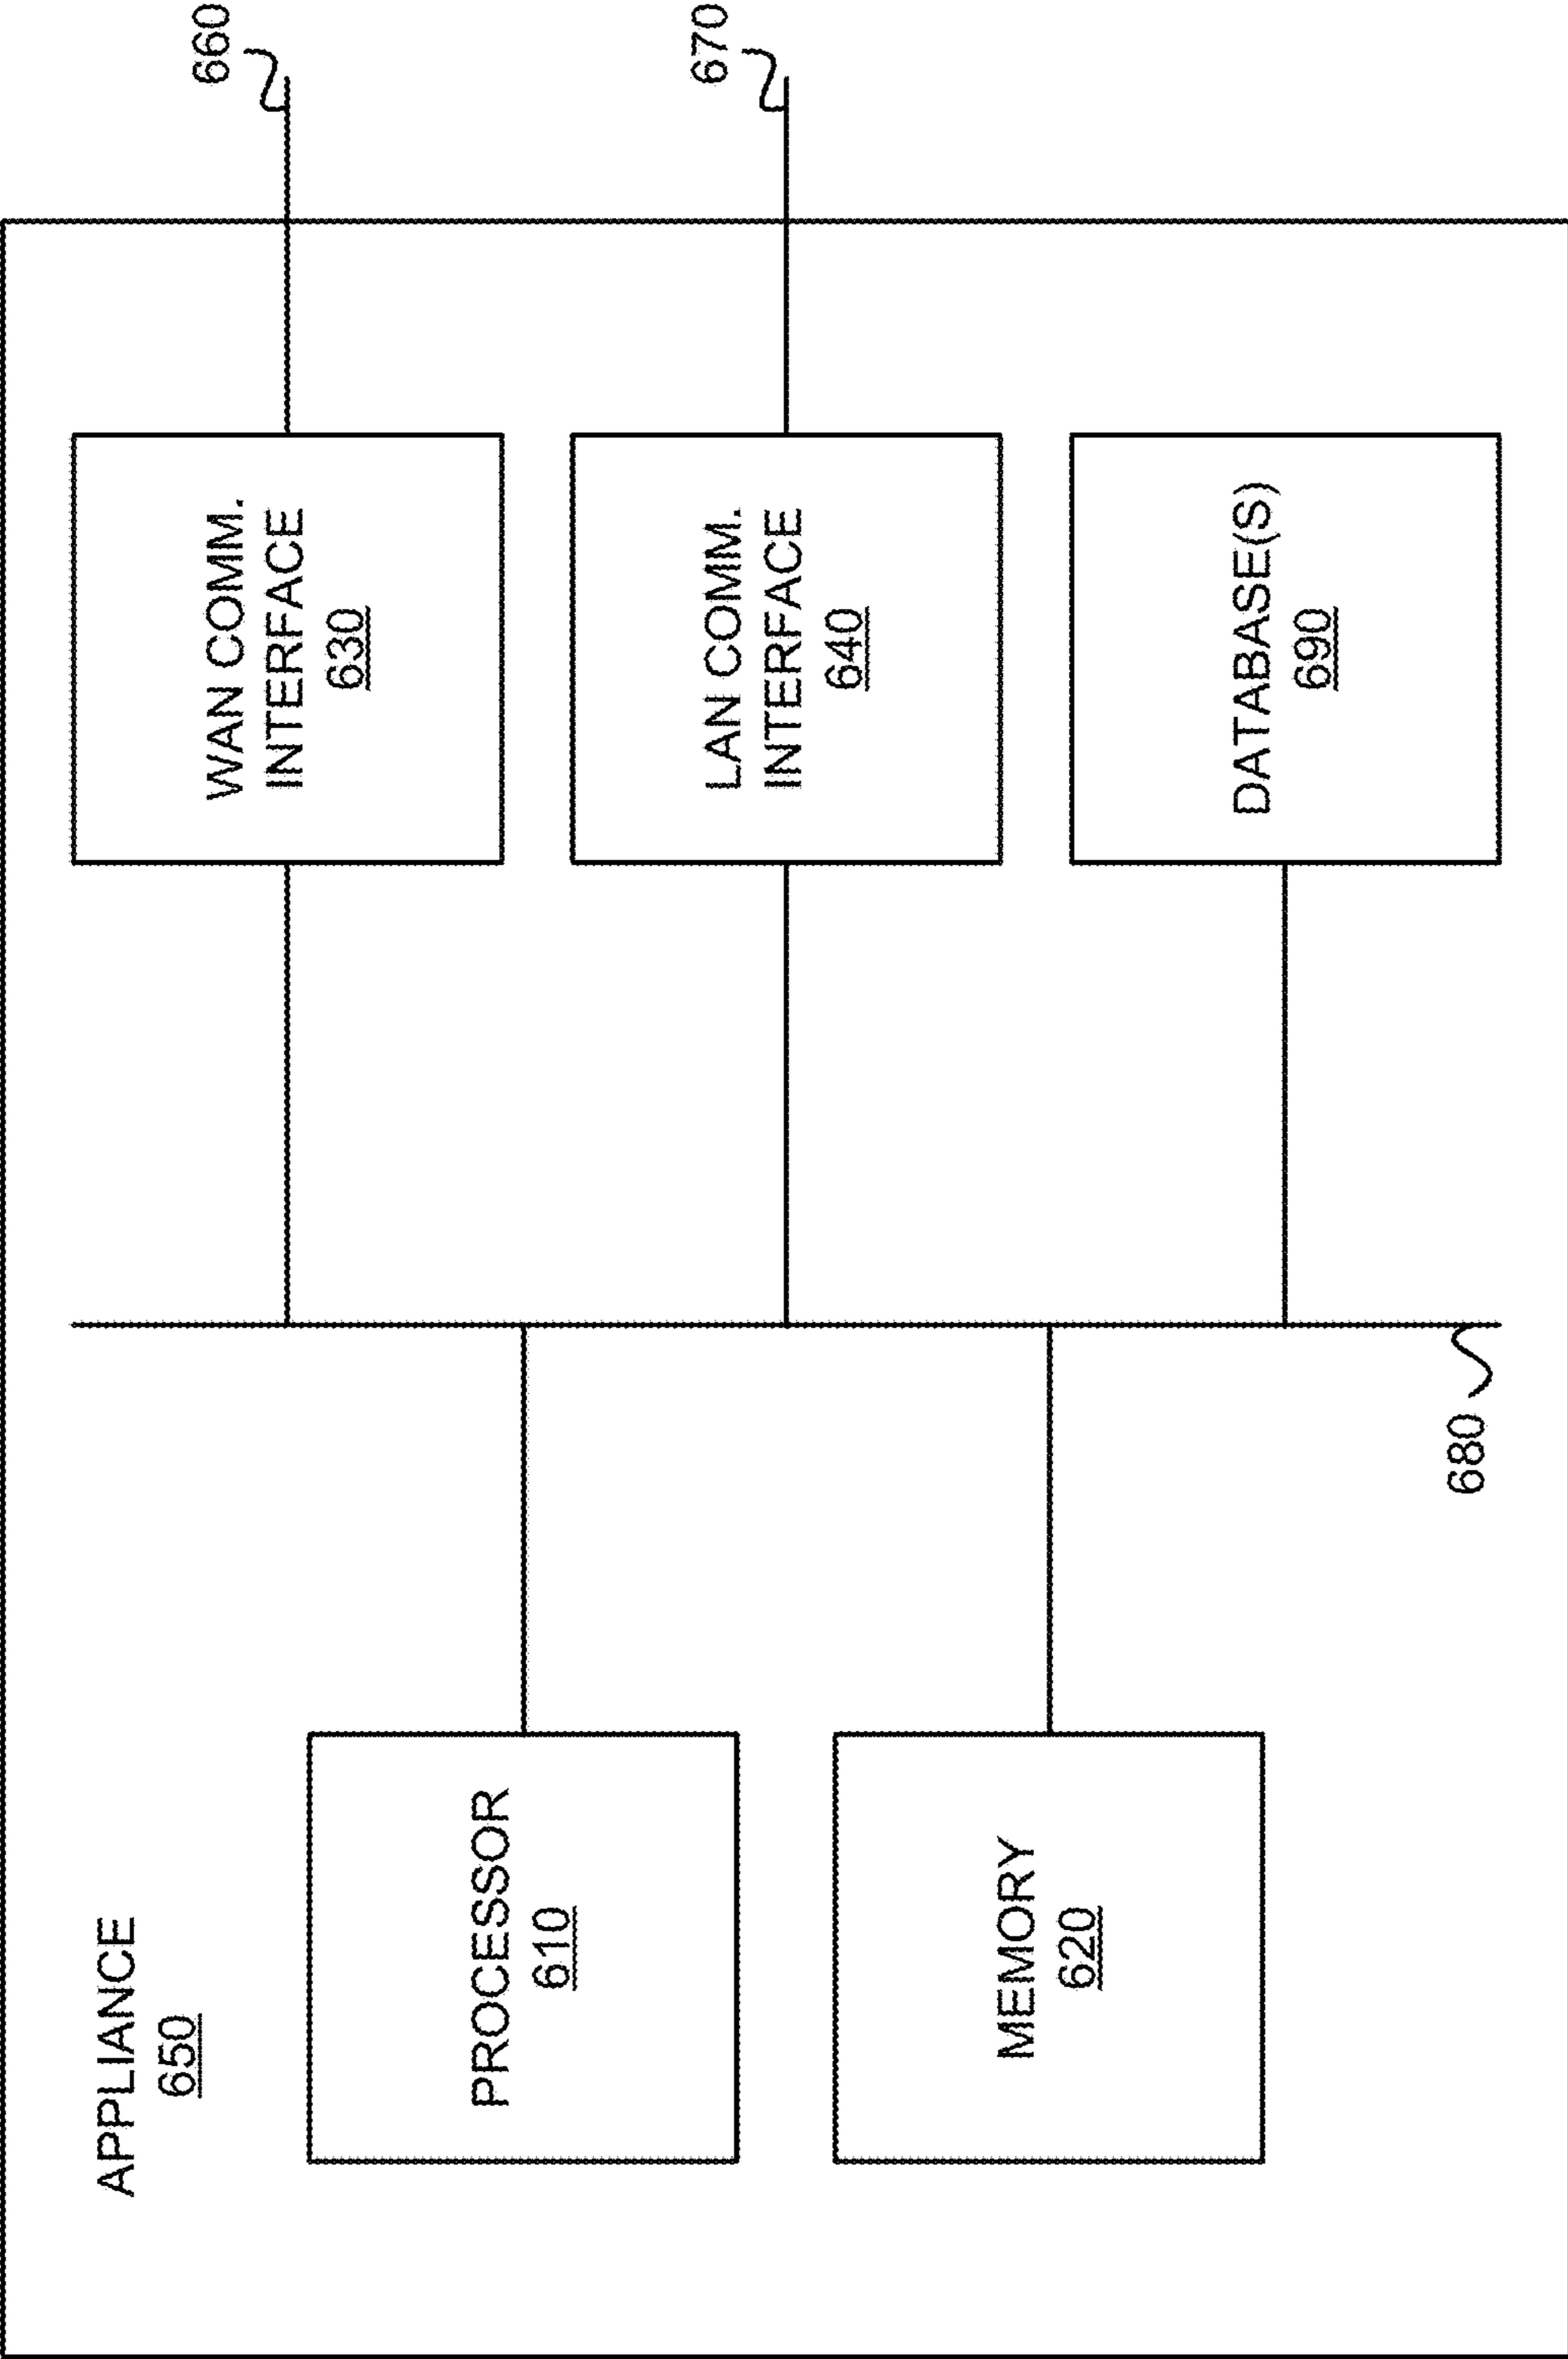 APPLIANCE
650
PROCESSOR
610
MEMORY
620
680
WAN COMM.
INTERFACE
630
LAN COMM.
INTERFACE
640
DATABASE(S)
690
660
670